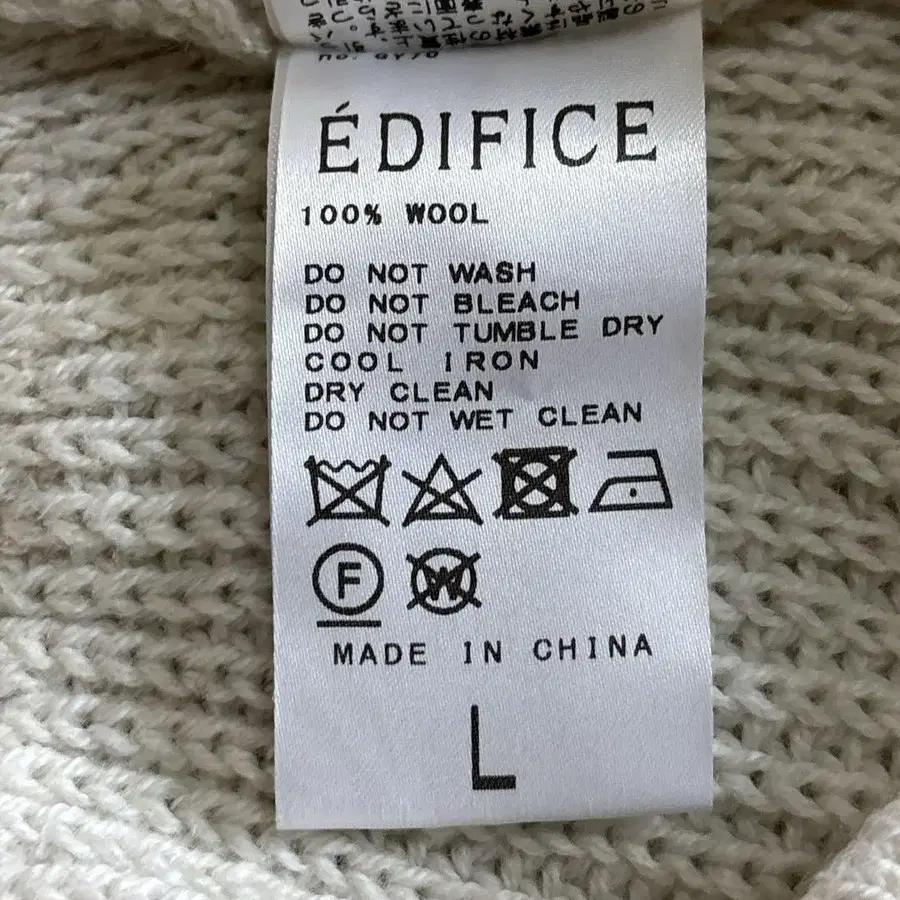 ÉDIFICE
100% WOOL
DO NOT WASH
DO NOT BLEACH
DO NOT TUMBLE DRY
COOL IRON
DRY CLEAN
DO NOT WET CLEAN
F W
MADE IN CHINA
L